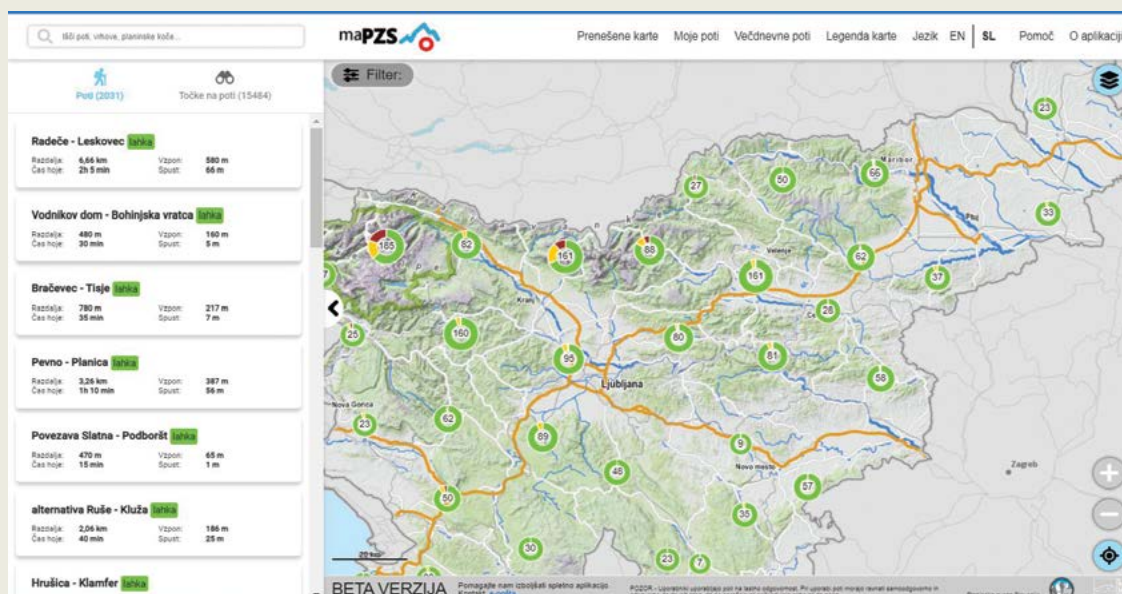 Išči poti, vrhove, planinske koče...
maPZS
Prenešene karte Moje poti Večdnevne poti Legenda karte Jezik EN SL Pomoč O aplikaciji
Poti (2031)
Točke na poti (15484)
Filter:
Radeče - Leskovec lahka
Razdalja: 6,66 km Vzpon: 580 m
Čas hoje: 2h 5 min Spust: 66 m
Vodnikov dom - Bohinjska vratca lahka
Razdalja: 480 m Vzpon: 160 m
Čas hoje: 30 min Spust: 5 m
Bračevec - Tisje lahka
Razdalja: 780 m Vzpon: 217 m
Čas hoje: 35 min Spust: 7 m
Pevno - Planica lahka
Razdalja: 3,26 km Vzpon: 387 m
Čas hoje: 1h 10 min Spust: 56 m
Povezava Slatna - Podboršt lahka
Razdalja: 470 m Vzpon: 65 m
Čas hoje: 15 min Spust: 1 m
alternativa Ruše - Kluža lahka
Razdalja: 2,06 km Vzpon: 186 m
Čas hoje: 40 min Spust: 25 m
Hrušica - Klamfer lahka
23
Maribor
27 50 66
Ptuj 33
185 82 161 88 Velenje 161 62 37
Kranj
28
25 160 95 80 81
Ljubljana 58
Nova Gorica
23 62 89 9
Novo mesto
48 57 Zagreb
50 35
30 23 7
20 km
BETA VERZIJA
Pomagajte nam izboljšati spletno aplikacijo.
Kontakt: e-pošta